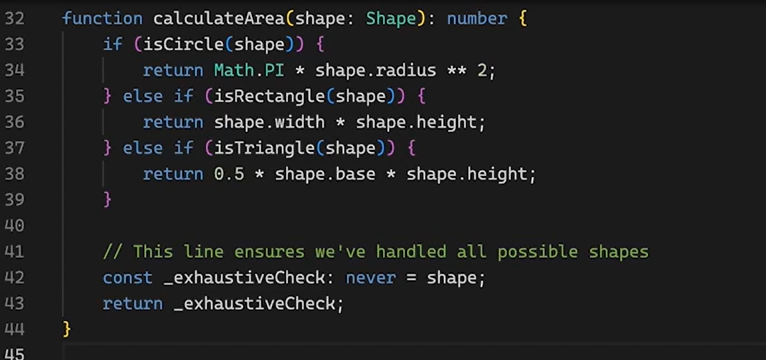 32 function calculateArea(shape: Shape): number {
33     if (isCircle(shape)) {
34         return Math.PI * shape.radius ** 2;
35     } else if (isRectangle(shape)) {
36         return shape.width * shape.height;
37     } else if (isTriangle(shape)) {
38         return 0.5 * shape.base * shape.height;
39     }
40
41     // This line ensures we've handled all possible shapes
42     const _exhaustiveCheck: never = shape;
43     return _exhaustiveCheck;
44 }
45